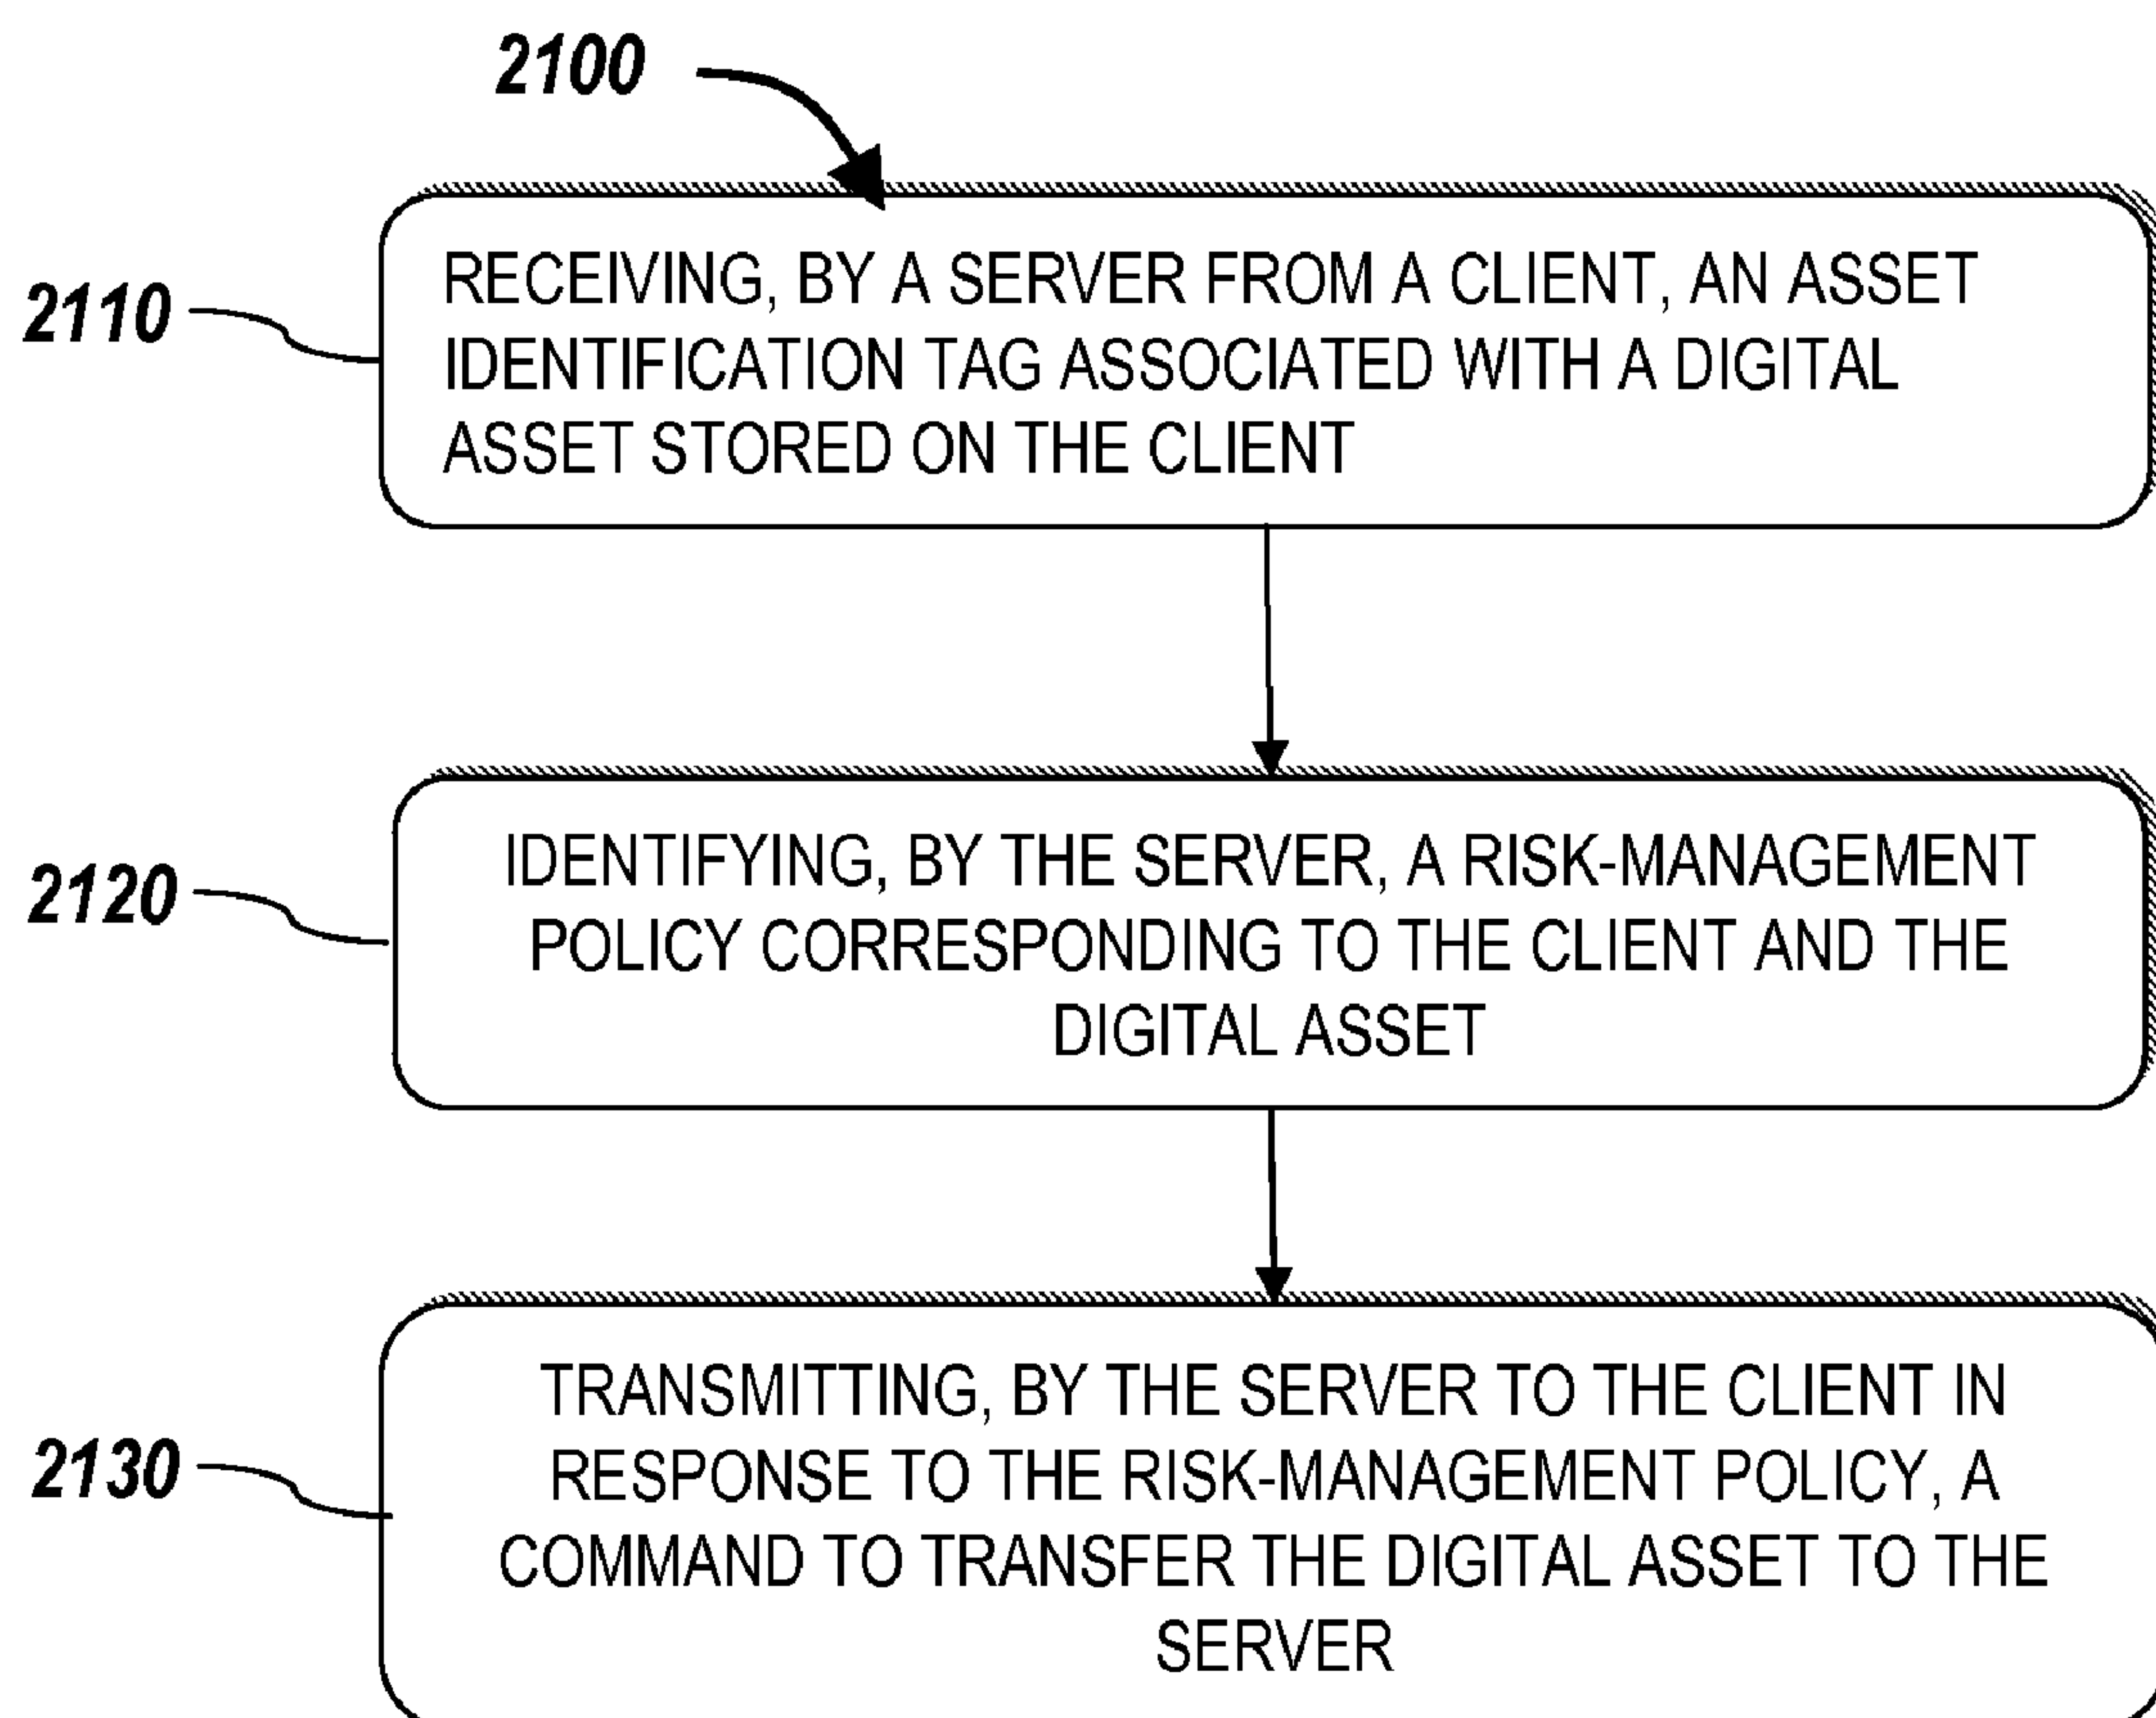 2100
2110
RECEIVING, BY A SERVER FROM A CLIENT, AN ASSET
IDENTIFICATION TAG ASSOCIATED WITH A DIGITAL
ASSET STORED ON THE CLIENT
2120
IDENTIFYING, BY THE SERVER, A RISK-MANAGEMENT
POLICY CORRESPONDING TO THE CLIENT AND THE
DIGITAL ASSET
2130
TRANSMITTING, BY THE SERVER TO THE CLIENT IN
RESPONSE TO THE RISK-MANAGEMENT POLICY, A
COMMAND TO TRANSFER THE DIGITAL ASSET TO THE
SERVER